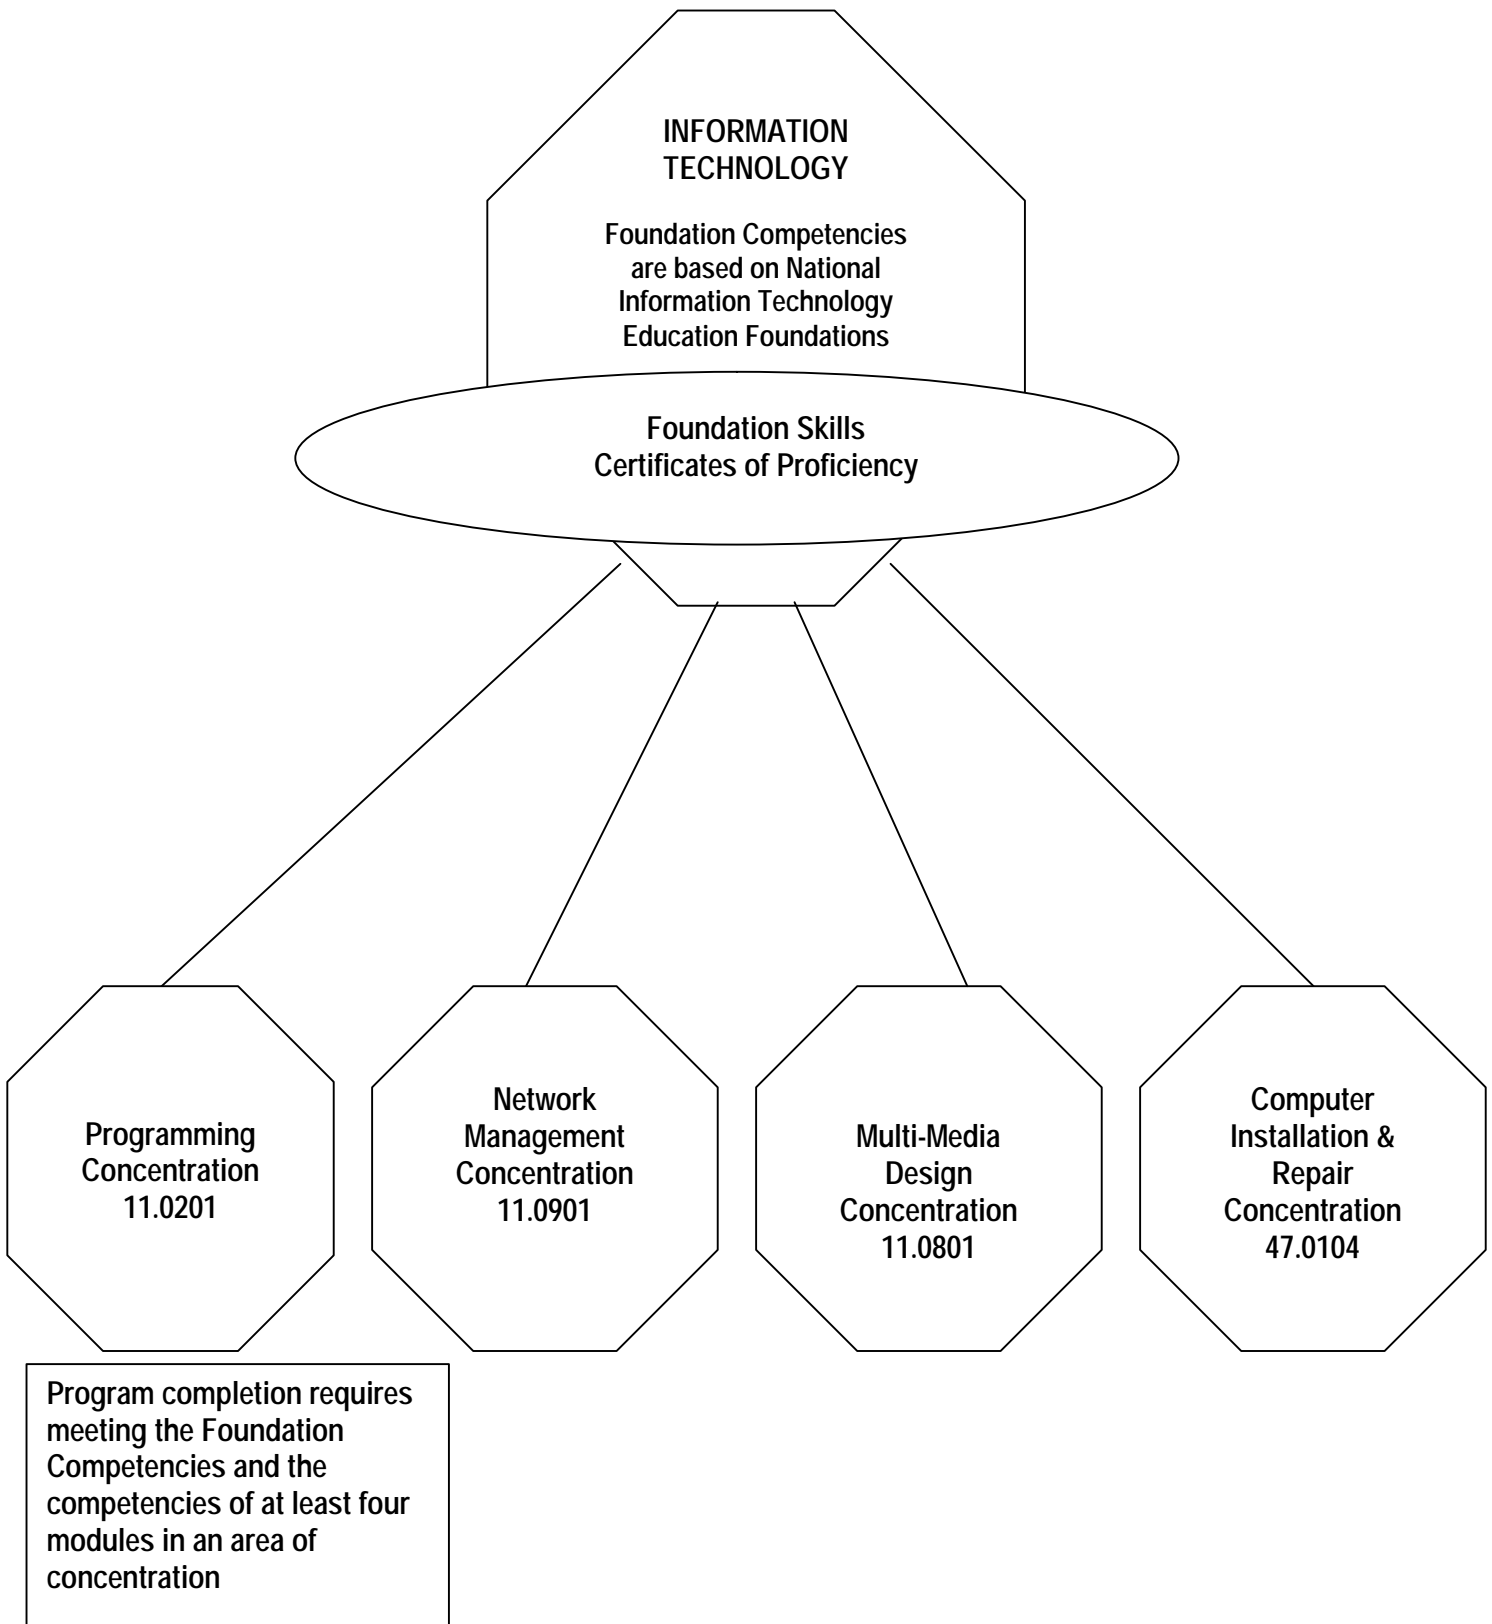 INFORMATION
TECHNOLOGY
Foundation Competencies
are based on National
Information Technology
Education Foundations
Foundation Skills
Certificates of Proficiency
Programming
Concentration
11.0201
Network
Management
Concentration
11.0901
Multi-Media
Design
Concentration
11.0801
Computer
Installation &
Repair
Concentration
47.0104
Program completion requires
meeting the Foundation
Competencies and the
competencies of at least four
modules in an area of
concentration